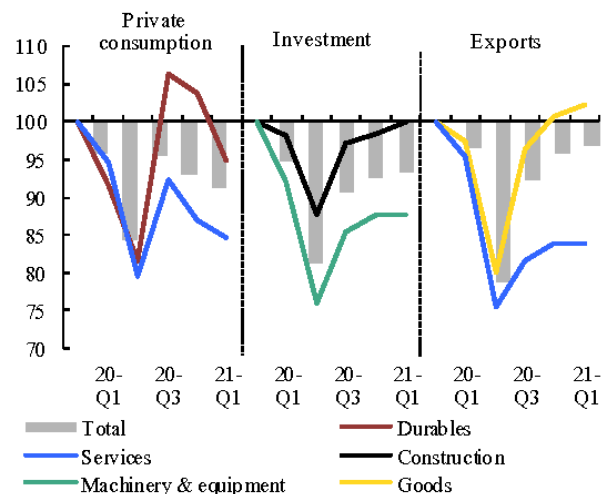 Private
consumption
Investment
Exports
110
105
100
95
90
85
80
75
70
20-
Q1
20-
Q3
21-
Q1
20-
Q1
20-
Q3
21-
Q1
20-
Q1
20-
Q3
21-
Q1
Total
Durables
Services
Construction
Machinery & equipment
Goods